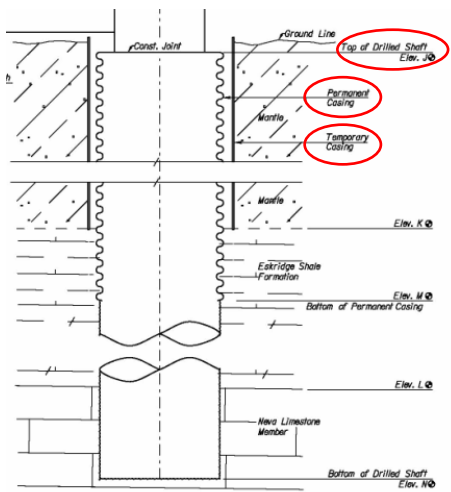 Const. Joint
Ground Line
Top of Drilled Shaft
Elev. J
h
Permanent
Casing
Mantle
Temporary
Casing
Mantle
Elev. K
Eskridge Shale
Formation
Elev. M
Bottom of Permanent Casing
Elev. L
Neva Limestone
Member
Bottom of Drilled Shaft
Elev. N